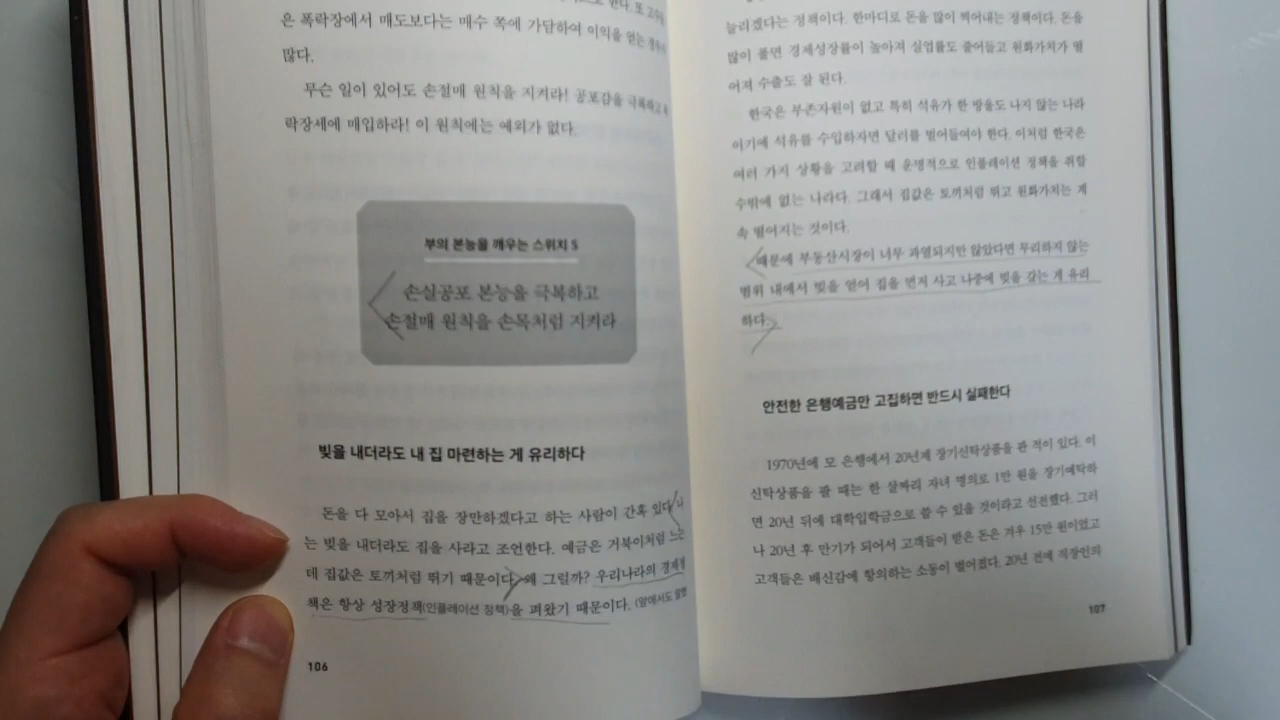 은 폭락장에서 매도보다는 매수 쪽에 가담하여 이익을 얻는
많다.
무슨 일이 있어도 손절매 원칙을 지켜라! 공포감을 극복하고
락장세에 매입하라! 이 원칙에는 예외가 없다.
부의 본능을 깨우는 스위치 5
손실공포 본능을 극복하고
손절매 원칙을 손목처럼 지켜라
빚을 내더라도 내 집 마련하는 게 유리하다
돈을 다 모아서 집을 장만하겠다고 하는 사람이 간혹 있다. 나
는 빚을 내더라도 집을 사라고 조언한다. 예금은 거북이처럼 느는
데 집값은 토끼처럼 뛰기 때문이다. 왜 그럴까? 우리나라의 경제정
책은 항상 성장정책(인플레이션 정책)을 펴왔기 때문이다. (앞에서도
106
늘리겠다는 정책이다. 한마디로 돈을 많이 찍어내는 정책이다. 돈을
많이 풀면 경제성장률이 높아져 실업률도 줄어들고 원화가치가 떨
어져 수출도 잘 된다.
한국은 부존자원이 없고 특히 석유가 한 방울도 나지 않는 나라
이기에 석유를 수입하자면 달러를 벌어들여야 한다. 이처럼 한국은
여러 가지 상황을 고려할 때 운명적으로 인플레이션 정책을 취할
수밖에 없는 나라다. 그래서 집값은 토끼처럼 뛰고 원화가치는 계
속 떨어지는 것이다.
때문에 부동산시장이 너무 과열되지만 않았다면 무리하지 않는
범위 내에서 빚을 얻어 집을 먼저 사고 나중에 빚을 갚는 게 유리
하다.
안전한 은행예금만 고집하면 반드시 실패한다
1970년에 모 은행에서 20년제 장기신탁상품을 판 적이 있다. 이
신탁상품을 팔 때는 한 살짜리 자녀 명의로 1만 원을 장기예탁하
면 20년 뒤에 대학입학금으로 쓸 수 있을 것이라고 선전했다. 그러
나 20년 후 만기가 되어서 고객들이 받은 돈은 겨우 15만 원이었고
고객들은 배신감에 항의하는 소동이 벌어졌다. 20년 전에 직장인의
107